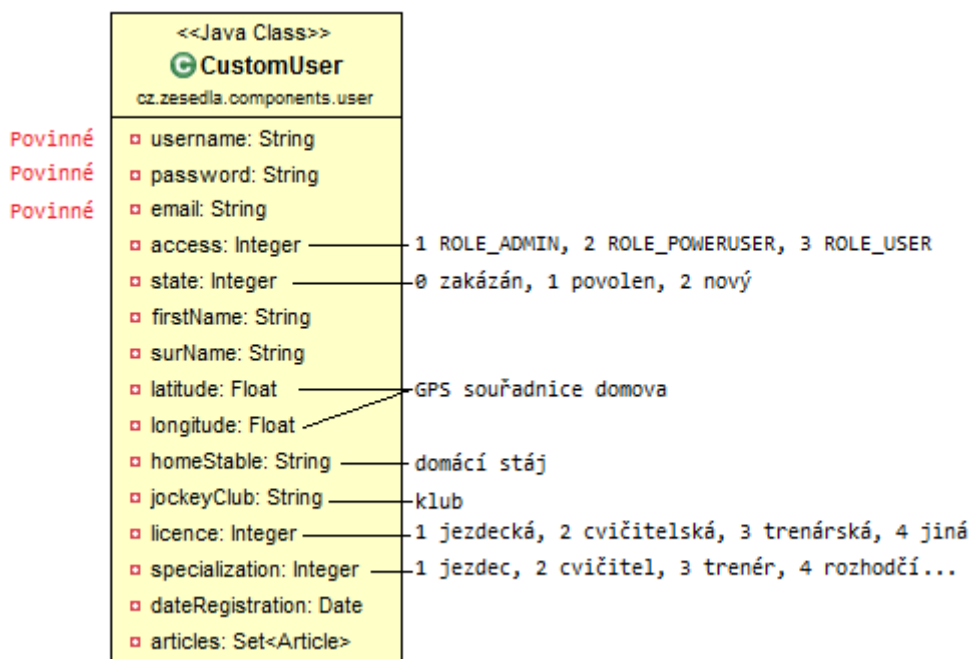 <<Java Class>>
CustomUser
cz.zesedla.components.user
Povinné username: String
Povinné password: String
Povinné email: String
access: Integer 1 ROLE_ADMIN, 2 ROLE_POWERUSER, 3 ROLE_USER
state: Integer 0 zakázán, 1 povolen, 2 nový
firstName: String
surName: String
latitude: Float GPS souřadnice domova
longitude: Float
homeStable: String domácí stáj
jockeyClub: String klub
licence: Integer 1 jezdecká, 2 cvičitelská, 3 trenárská, 4 jiná
specialization: Integer 1 jezdec, 2 cvičitel, 3 trenér, 4 rozhodčí...
dateRegistration: Date
articles: Set<Article>